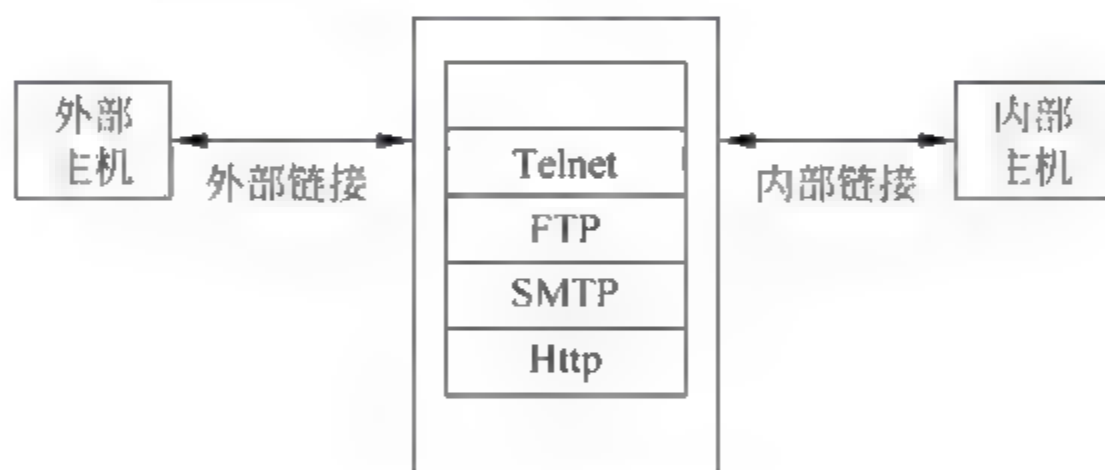 外部
主机
外部链接
Telnet
FTP
SMTP
Http
内部链接
内部
主机